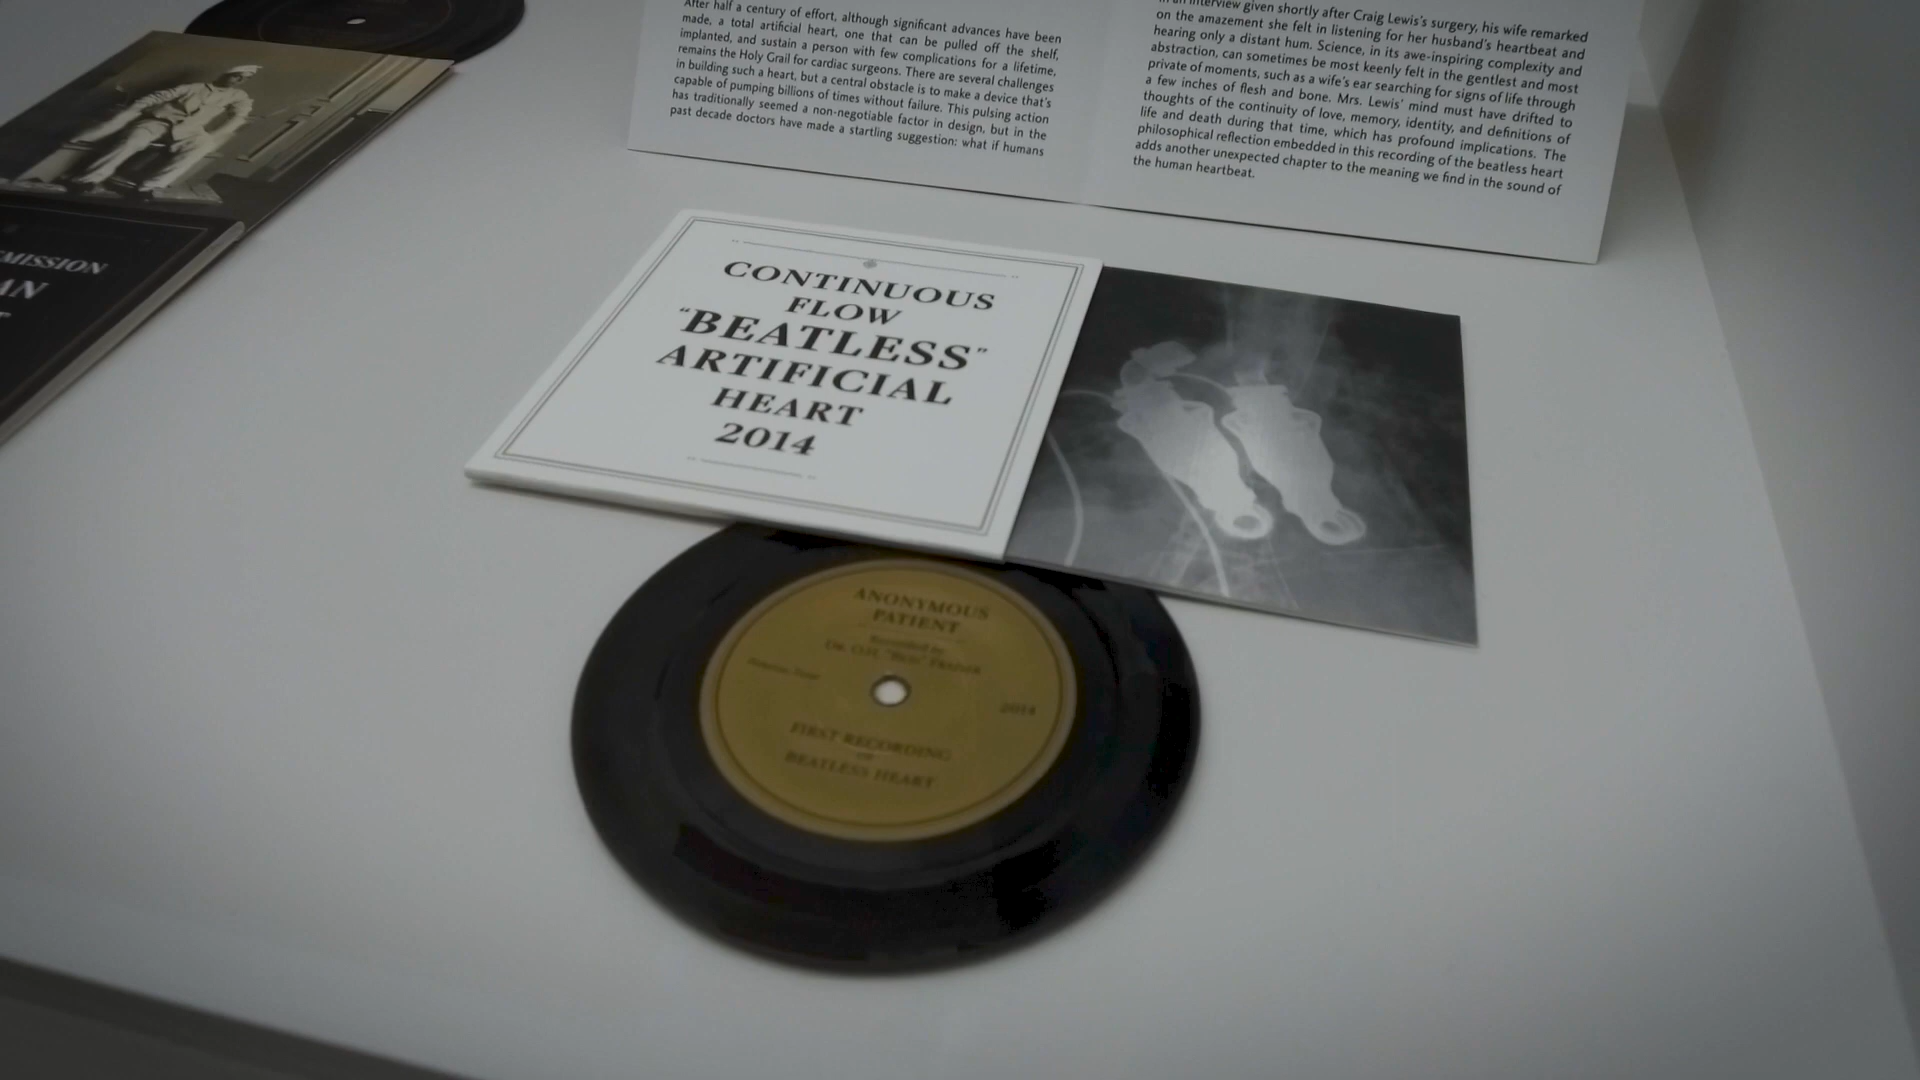 After half a century of effort, although significant advances have been
made, a total artificial heart, one that can be pulled off the shelf,
implanted, and sustain a person with few complications for a lifetime,
remains the Holy Grail for cardiac surgeons. There are several challenges
in building such a heart, but a central obstacle is to make a device that's
capable of pumping billions of times without failure. This pulsing action
has traditionally seemed a non-negotiable factor in design, but in the
past decade doctors have made a startling suggestion: what if humans
interview given shortly after Craig Lewis's surgery, his wife remarked
on the amazement she felt in listening for her husband's heartbeat and
hearing only a distant hum. Science, in its awe-inspiring complexity and
abstraction, can sometimes be most keenly felt in the gentlest and most
private of moments, such as a wife's ear searching for signs of life through
a few inches of flesh and bone. Mrs. Lewis' mind must have drifted to
thoughts of the continuity of love, memory, identity, and definitions of
life and death during that time, which has profound implications. The
philosophical reflection embedded in this recording of the beatless heart
adds another unexpected chapter to the meaning we find in the sound of
the human heartbeat.
MISSION
AN
CONTINUOUS
FLOW
"BEATLESS"
ARTIFICIAL
HEART
2014
ANONYMOUS
PATIENT
Recorded by
2014
FIRST RECORDING
OF
BEATLESS HEART